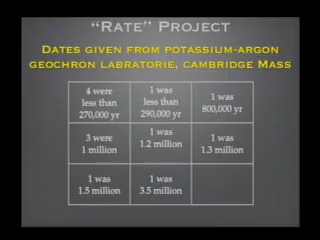 “Rate” Project
Dates given from potassium-argon
geochron labratorie, cambridge Mass
4 were
less than
270,000 yr
1 was
less than
290,000 yr
1 was
800,000 yr
3 were
1 million
1 was
1.2 million
1 was
1.3 million
1 was
1.5 million
1 was
3.5 million